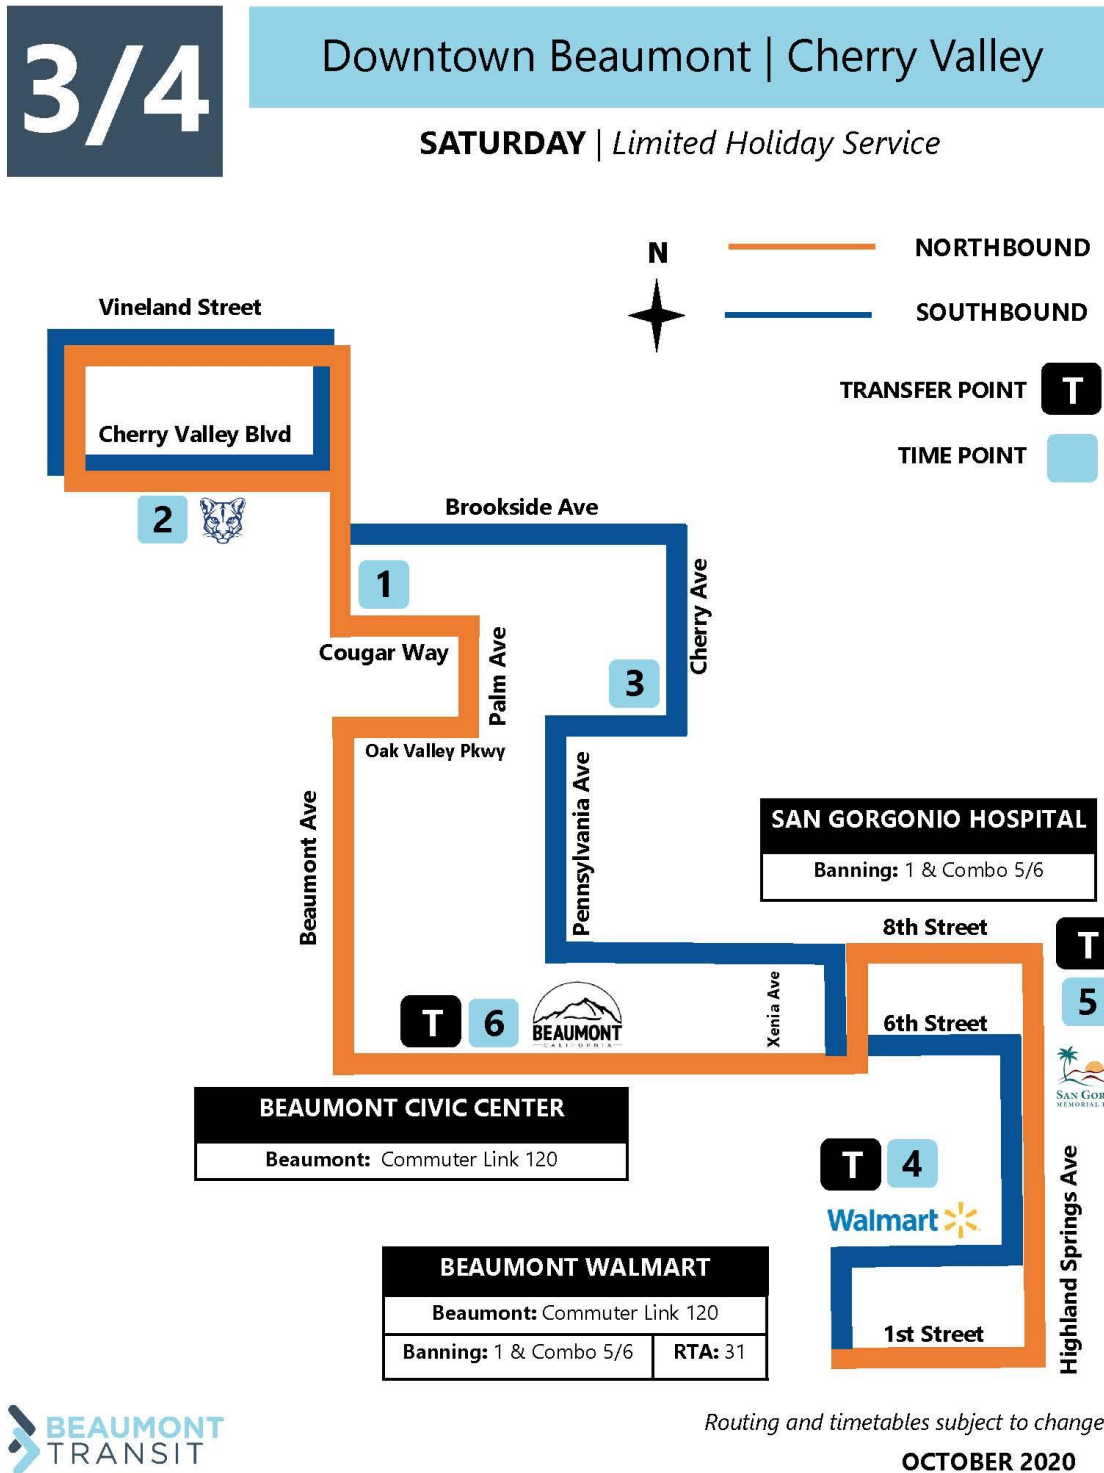 3/4
Downtown Beaumont | Cherry Valley
SATURDAY | Limited Holiday Service
N
NORTHBOUND
SOUTHBOUND
TRANSFER POINT T
TIME POINT
Vineland Street
Cherry Valley Blvd
2
Brookside Ave
1
Cherry Ave
Cougar Way
Palm Ave
3
Oak Valley Pkwy
Beaumont Ave
Pennsylvania Ave
SAN GORGONIO HOSPITAL
Banning: 1 & Combo 5/6
8th Street
T
5
Xenia Ave
6th Street
T 6
BEAUMONT
CALIFORNIA
SAN GOR
MEMORIAL
BEAUMONT CIVIC CENTER
Beaumont: Commuter Link 120
T 4
Walmart
Highland Springs Ave
BEAUMONT WALMART
Beaumont: Commuter Link 120
Banning: 1 & Combo 5/6 RTA: 31
1st Street
BEAUMONT
TRANSIT
Routing and timetables subject to change
OCTOBER 2020